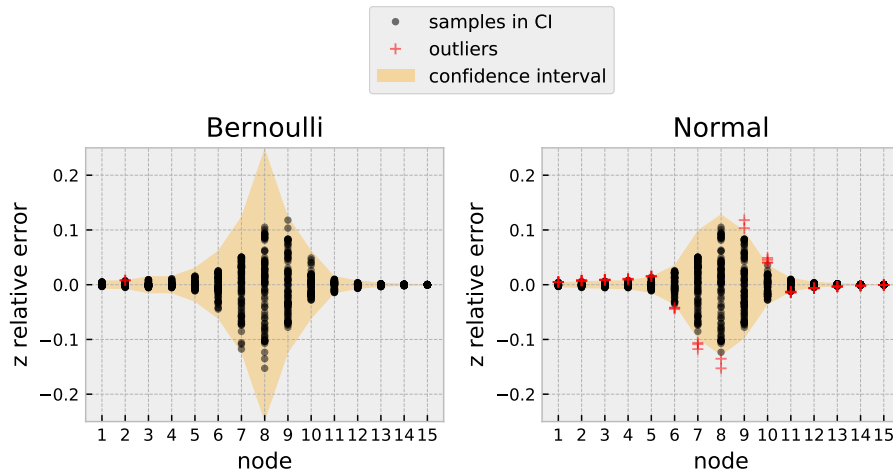 samples in CI
outliers
confidence interval
Bernoulli
Normal
z relative error
0.2
0.1
0.0
−0.1
−0.2
1 2 3 4 5 6 7 8 9 10 11 12 13 14 15
node
z relative error
0.2
0.1
0.0
−0.1
−0.2
1 2 3 4 5 6 7 8 9 10 11 12 13 14 15
node